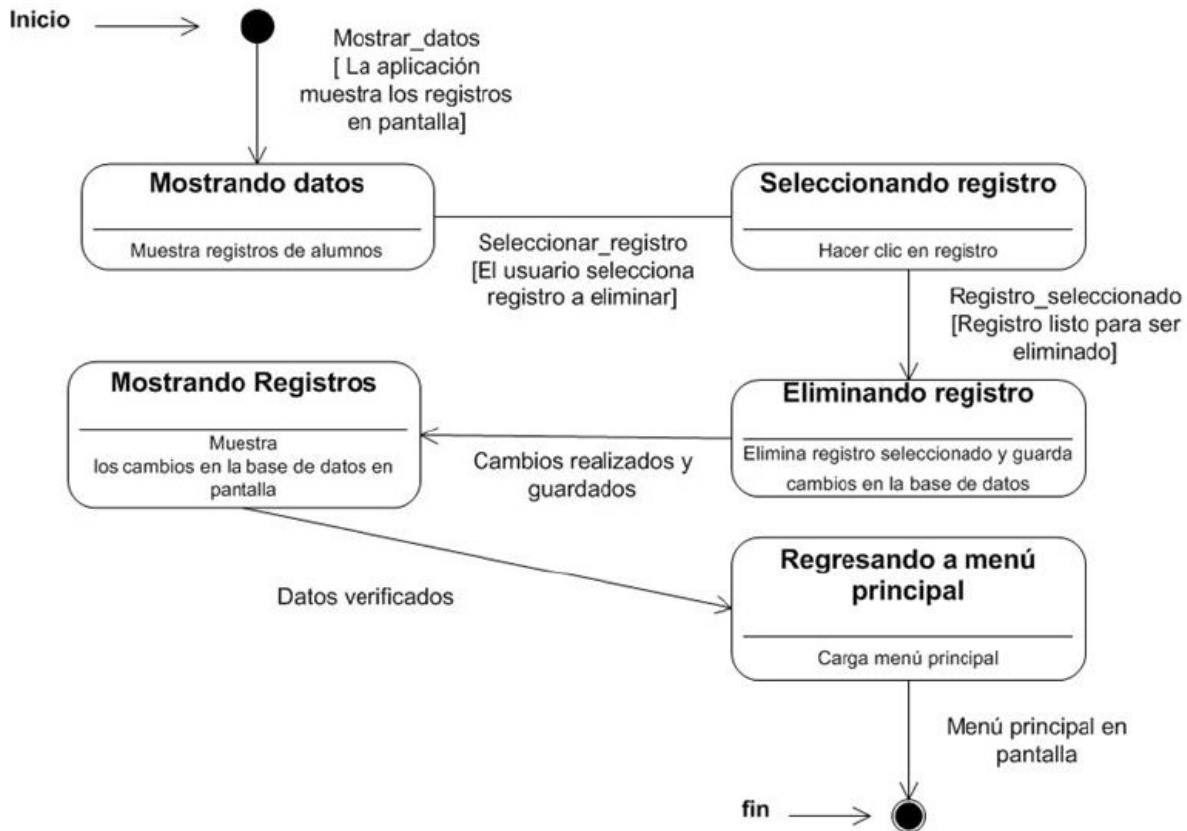 Inicio
Mostrar_datos
[ La aplicación
muestra los registros
en pantalla]
Mostrando datos
Muestra registros de alumnos
Seleccionar_registro
[El usuario selecciona
registro a eliminar]
Seleccionando registro
Hacer clic en registro
Registro_seleccionado
[Registro listo para ser
eliminado]
Eliminando registro
Elimina registro seleccionado y guarda
cambios en la base de datos
Cambios realizados y
guardados
Mostrando Registros
Muestra
los cambios en la base de datos en
pantalla
Datos verificados
Regresando a menú
principal
Carga menú principal
Menú principal en
pantalla
fin